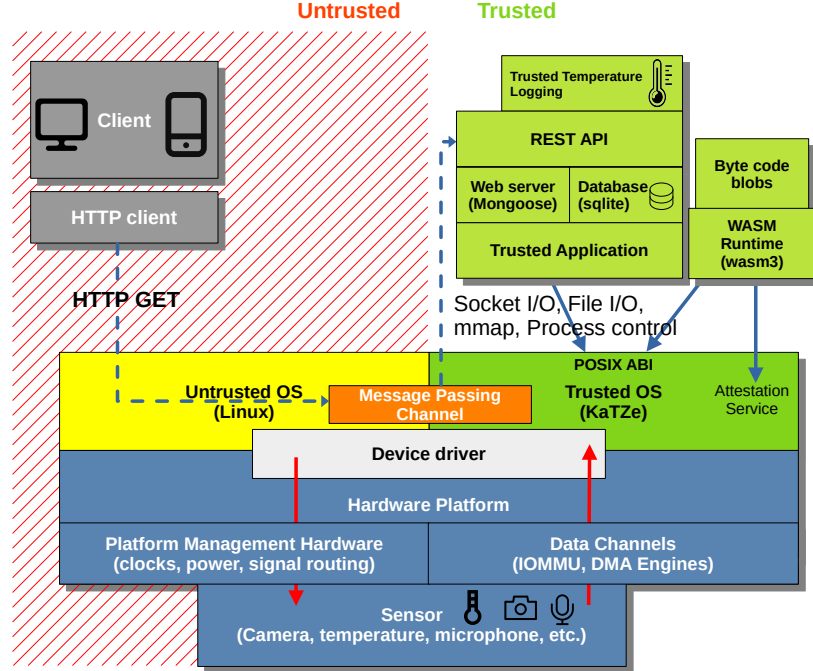 Untrusted
Trusted
Trusted Temperature
Logging
Client
REST API
Web server
(Mongoose)
Database
(sqlite)
Byte code
blobs
HTTP client
Trusted Application
WASM
Runtime
(wasm3)
HTTP GET
Socket I/O, File I/O,
mmap, Process control
POSIX ABI
Untrusted OS
(Linux)
Message Passing
Channel
Trusted OS
(KaTZe)
Attestation
Service
Device driver
Hardware Platform
Platform Management Hardware
(clocks, power, signal routing)
Data Channels
(IOMMU, DMA Engines)
Sensor
(Camera, temperature, microphone, etc.)